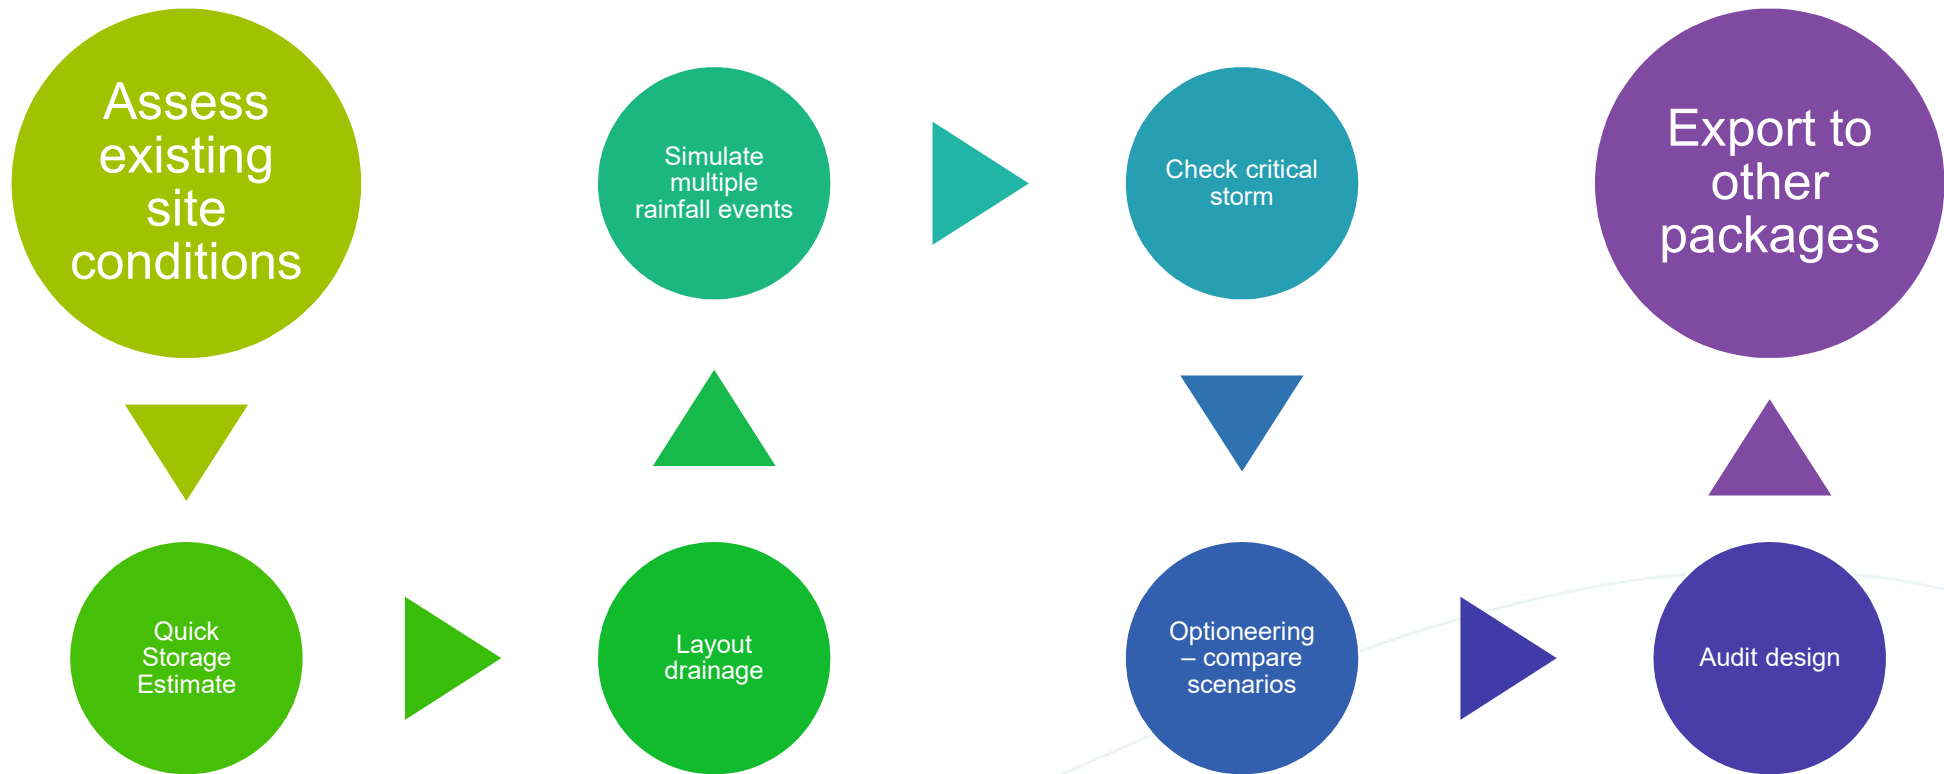 Assess
existing
site
conditions
Quick
Storage
Estimate
Layout
drainage
Simulate
multiple
rainfall events
Check critical
storm
Optioneering
– compare
scenarios
Audit design
Export to
other
packages